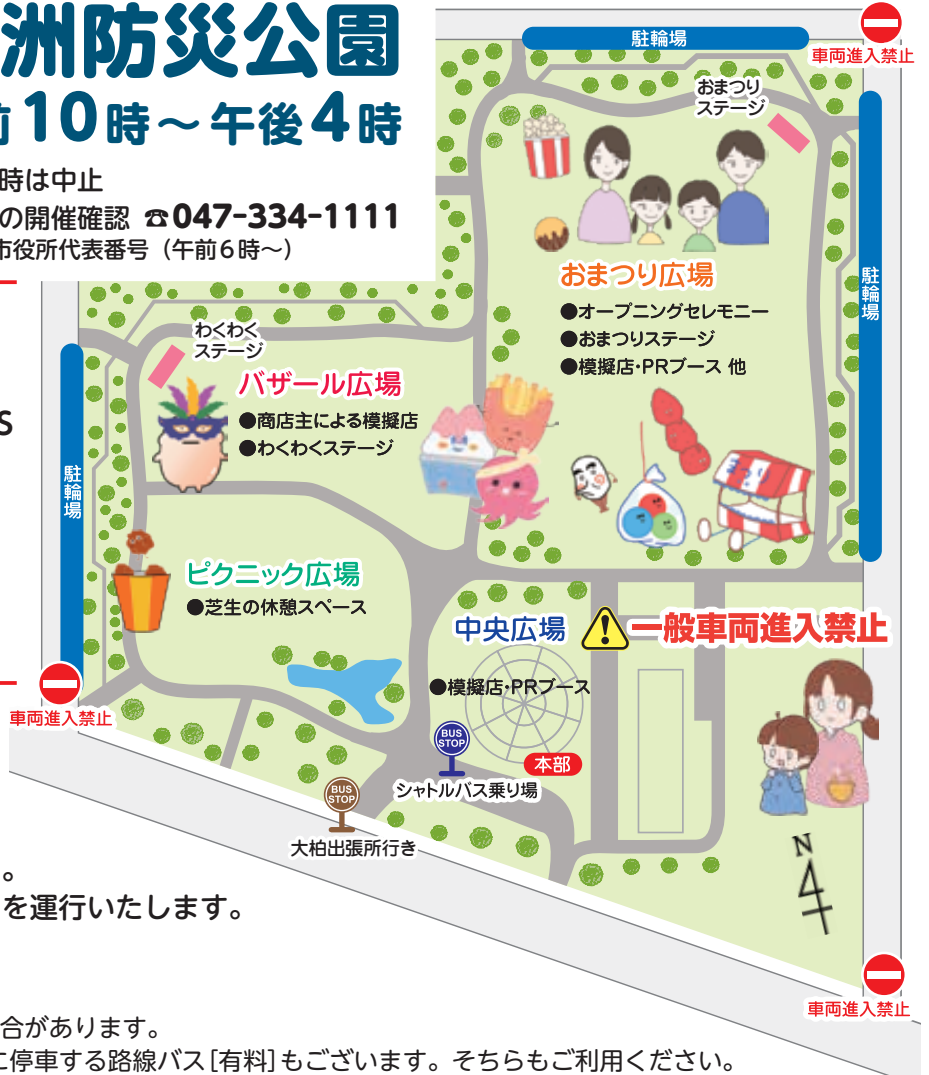 洲防災公園
前10時～午後4時
時は中止
の開催確認 ☎047-334-1111
市役所代表番号（午前6時～）
駐輪場
車両進入禁止
おまつり
ステージ
おまつり広場
●オープニングセレモニー
●おまつりステージ
●模擬店・PRブース 他
駐輪場
わくわく
ステージ
バザール広場
●商店主による模擬店
●わくわくステージ
S
駐輪場
まつり
ピクニック広場
●芝生の休憩スペース
中央広場
一般車両進入禁止
●模擬店・PRブース
車両進入禁止
BUS
STOP
本部
シャトルバス乗り場
BUS
STOP
大柏出張所行き
N
。
を運行いたします。
車両進入禁止
合があります。
に停車する路線バス［有料］もございます。そちらもご利用ください。